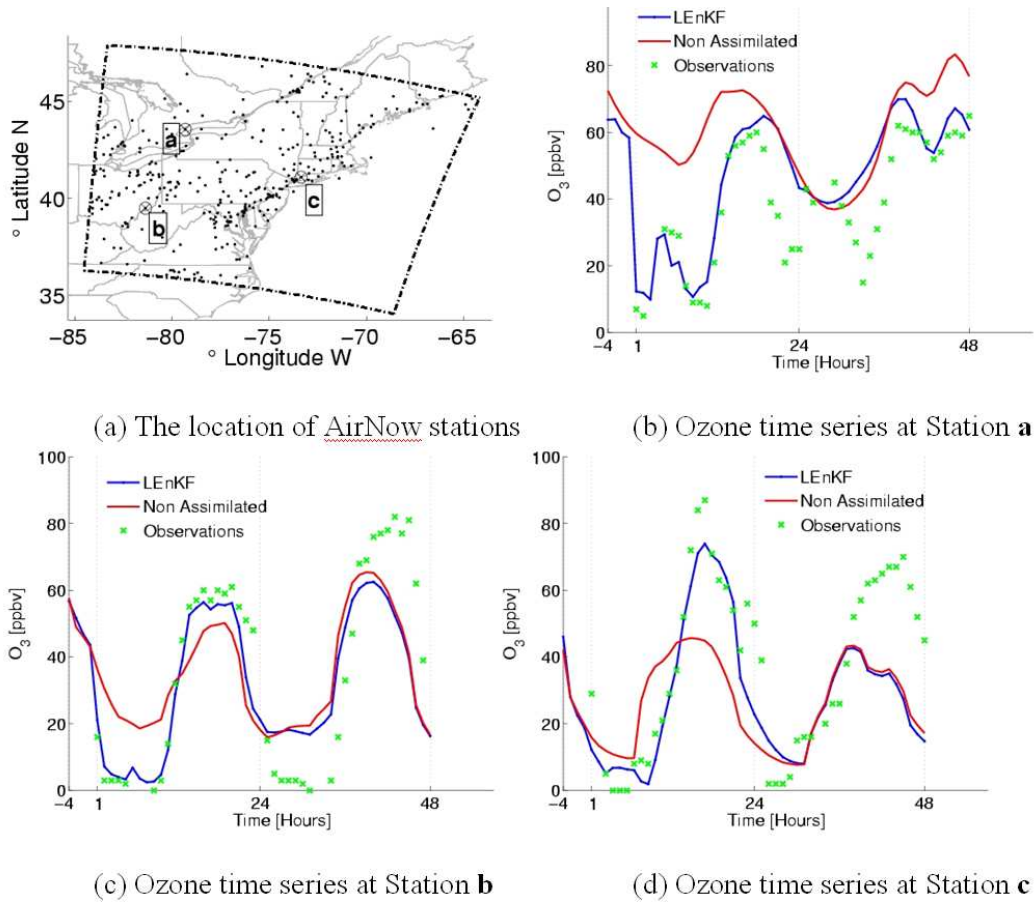 LEnKF
Non Assimilated
Observations
45
40
35
° Latitude N
a
b
c
−85
−80
−75
−70
−65
° Longitude W
80
60
40
20
0
O3 [ppbv]
−4
1
24
48
Time [Hours]
(a) The location of AirNow stations
(b) Ozone time series at Station a
100
80
60
40
20
0
O3 [ppbv]
LEnKF
Non Assimilated
Observations
−4
1
24
48
Time [Hours]
100
80
60
40
20
0
O3 [ppbv]
LEnKF
Non Assimilated
Observations
−4
1
24
48
Time [Hours]
(c) Ozone time series at Station b
(d) Ozone time series at Station c